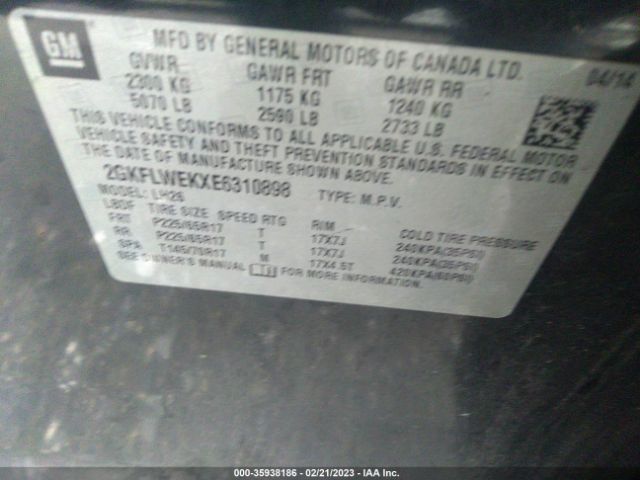 GM
MFD BY GENERAL MOTORS OF CANADA LTD.
04/14
GVWR GAWR FRT GAWR RR
2300 KG 1175 KG 1240 KG
5070 LB 2590 LB 2733 LB
THIS VEHICLE CONFORMS TO ALL APPLICABLE U.S. FEDERAL MOTOR
VEHICLE SAFETY AND THEFT PREVENTION STANDARDS IN EFFECT ON
THE DATE OF MANUFACTURE SHOWN ABOVE.
2GKFLWEKXE6310898 TYPE: M.P.V.
MODEL: LH26
LBDF TIRE SIZE SPEED RTG RIM COLD TIRE PRESSURE
FRT P225/65R17 T 17X7J 240KPA(35PSI)
RR P225/65R17 T 17X7J 240KPA(35PSI)
SPA T145/70R17 M 17X4.5T 420KPA(60PSI)
SEE OWNER'S MANUAL FOR MORE INFORMATION.
000-35938186 - 02/21/2023 - IAA Inc.